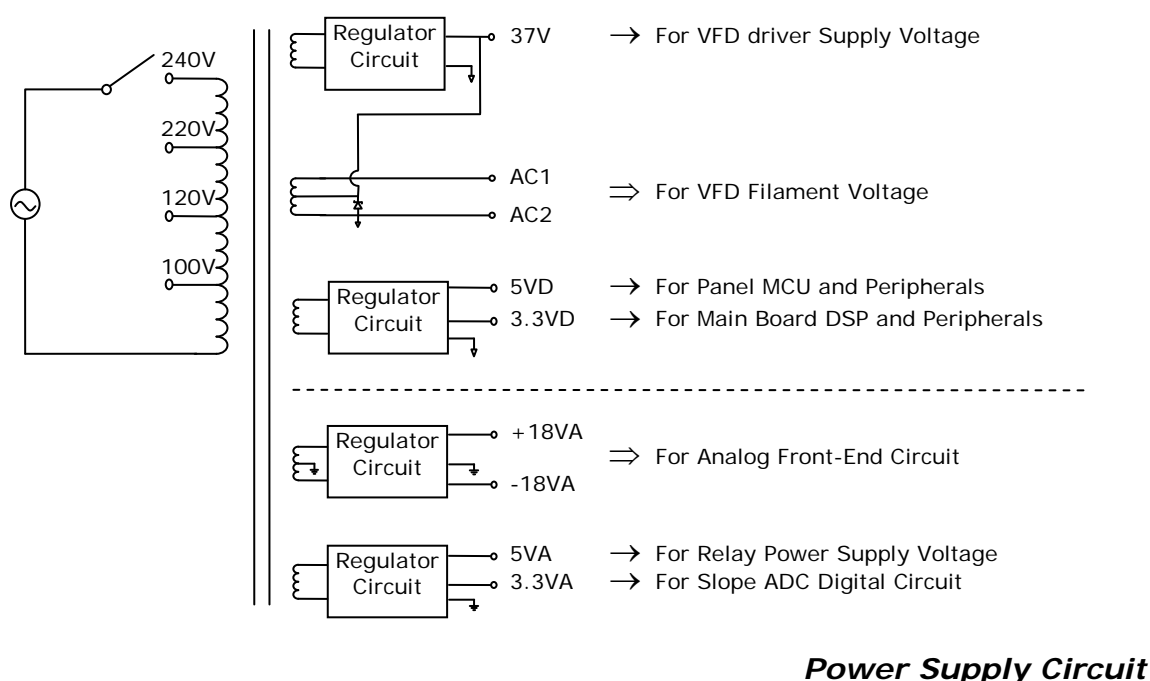 240V
220V
120V
100V
Regulator
Circuit
37V → For VFD driver Supply Voltage
AC1
AC2
⇒ For VFD Filament Voltage
Regulator
Circuit
5VD → For Panel MCU and Peripherals
3.3VD → For Main Board DSP and Peripherals
Regulator
Circuit
+18VA
-18VA
⇒ For Analog Front-End Circuit
Regulator
Circuit
5VA → For Relay Power Supply Voltage
3.3VA → For Slope ADC Digital Circuit
Power Supply Circuit